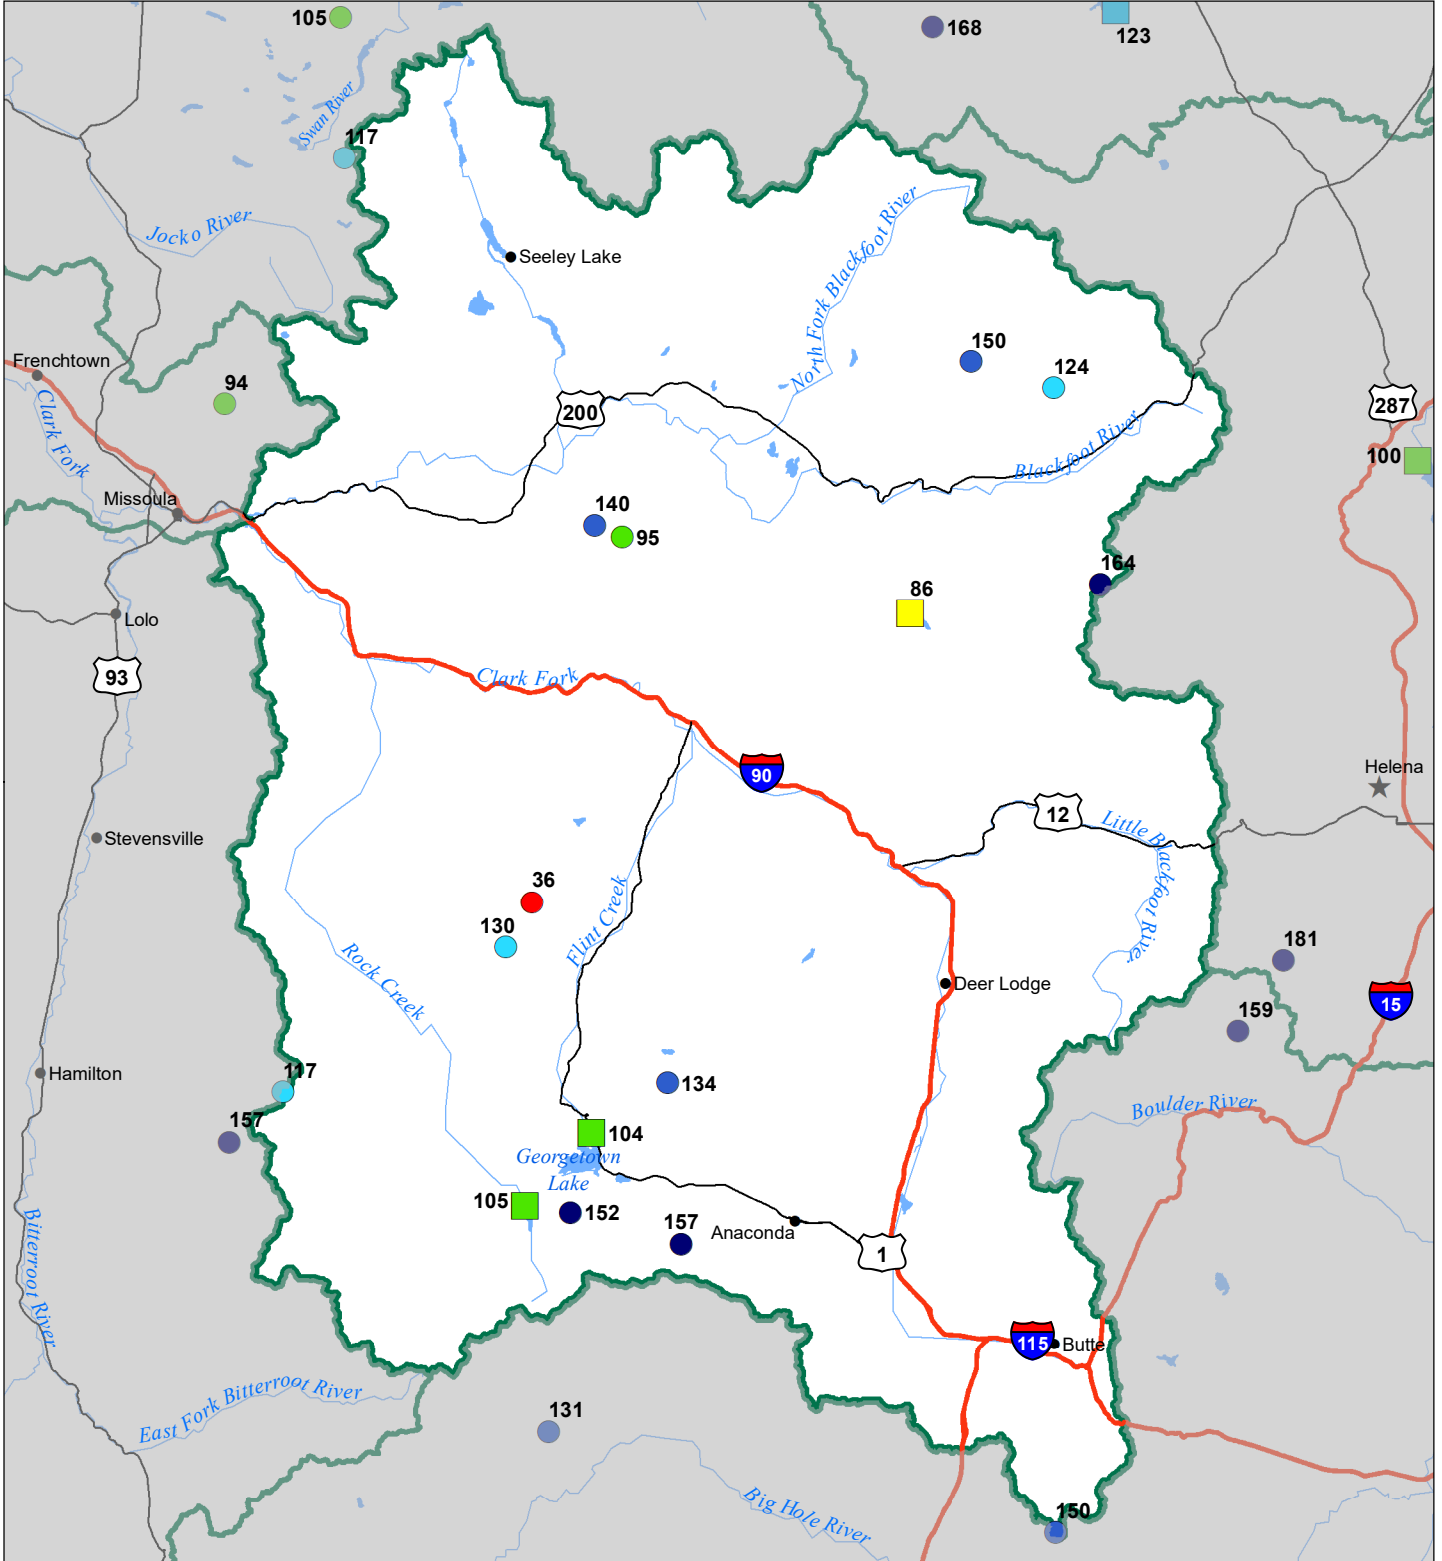 105
168
123
Swan River
117
Jocko River
Seeley Lake
North Fork Blackfoot River
150
124
Frenchtown
94
Clark Fork
200
287
Blackfoot River
100
Missoula
140
95
164
86
Lolo
93
Clark Fork
90
Helena
12
Little Blackfoot River
Stevensville
36
130
Flint Creek
Rock Creek
181
Deer Lodge
15
159
Hamilton
117
134
157
Boulder River
104
Georgetown
Lake
105
152
157
Anaconda
1
Bitterroot River
115
Butte
East Fork Bitterroot River
131
Big Hole River
150